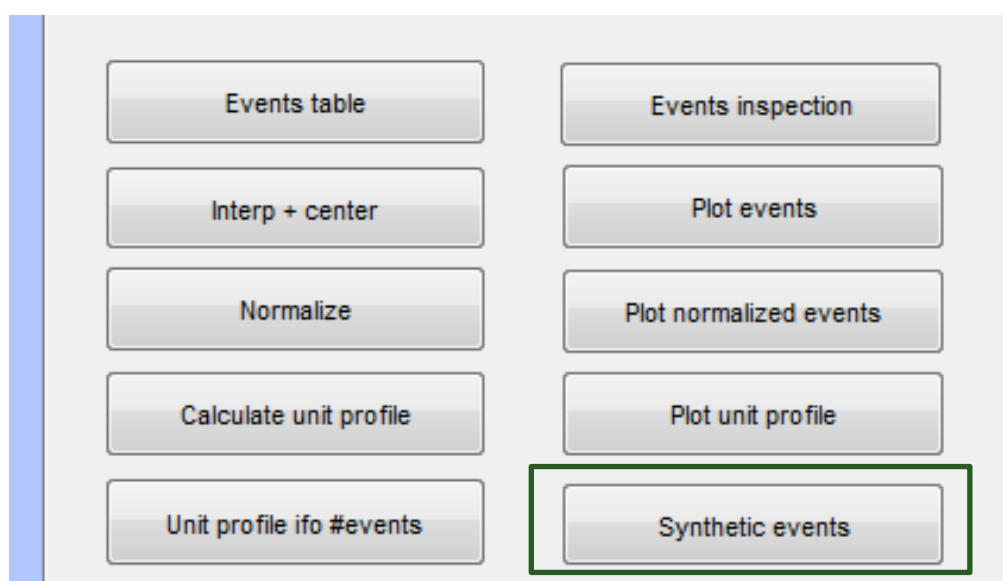 Events table
Events inspection
Interp + center
Plot events
Normalize
Plot normalized events
Calculate unit profile
Plot unit profile
Unit profile ifo #events
Synthetic events